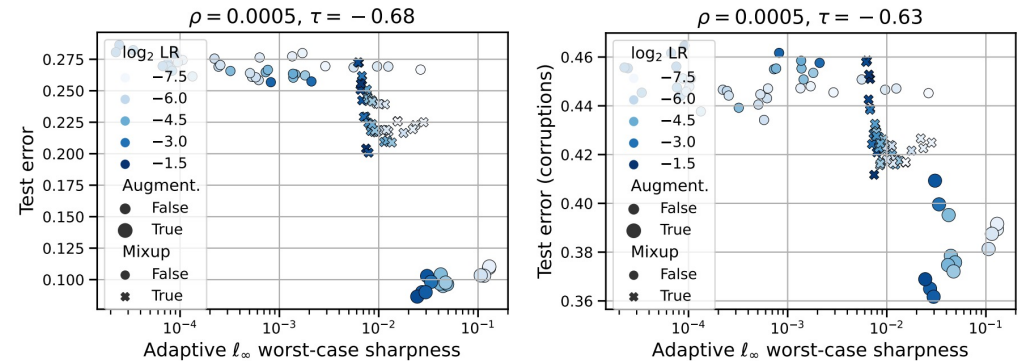 ρ = 0.0005, τ = −0.68
Test error
0.275
0.250
0.225
0.200
0.175
0.150
0.125
0.100
log₂ LR
−7.5
−6.0
−4.5
−3.0
−1.5
Augment.
False
True
Mixup
False
True
10⁻⁴
10⁻³
10⁻²
10⁻¹
Adaptive ℓ∞ worst-case sharpness
ρ = 0.0005, τ = −0.63
Test error (corruptions)
0.46
0.44
0.42
0.40
0.38
0.36
log₂ LR
−7.5
−6.0
−4.5
−3.0
−1.5
Augment.
False
True
Mixup
False
True
10⁻⁴
10⁻³
10⁻²
10⁻¹
Adaptive ℓ∞ worst-case sharpness